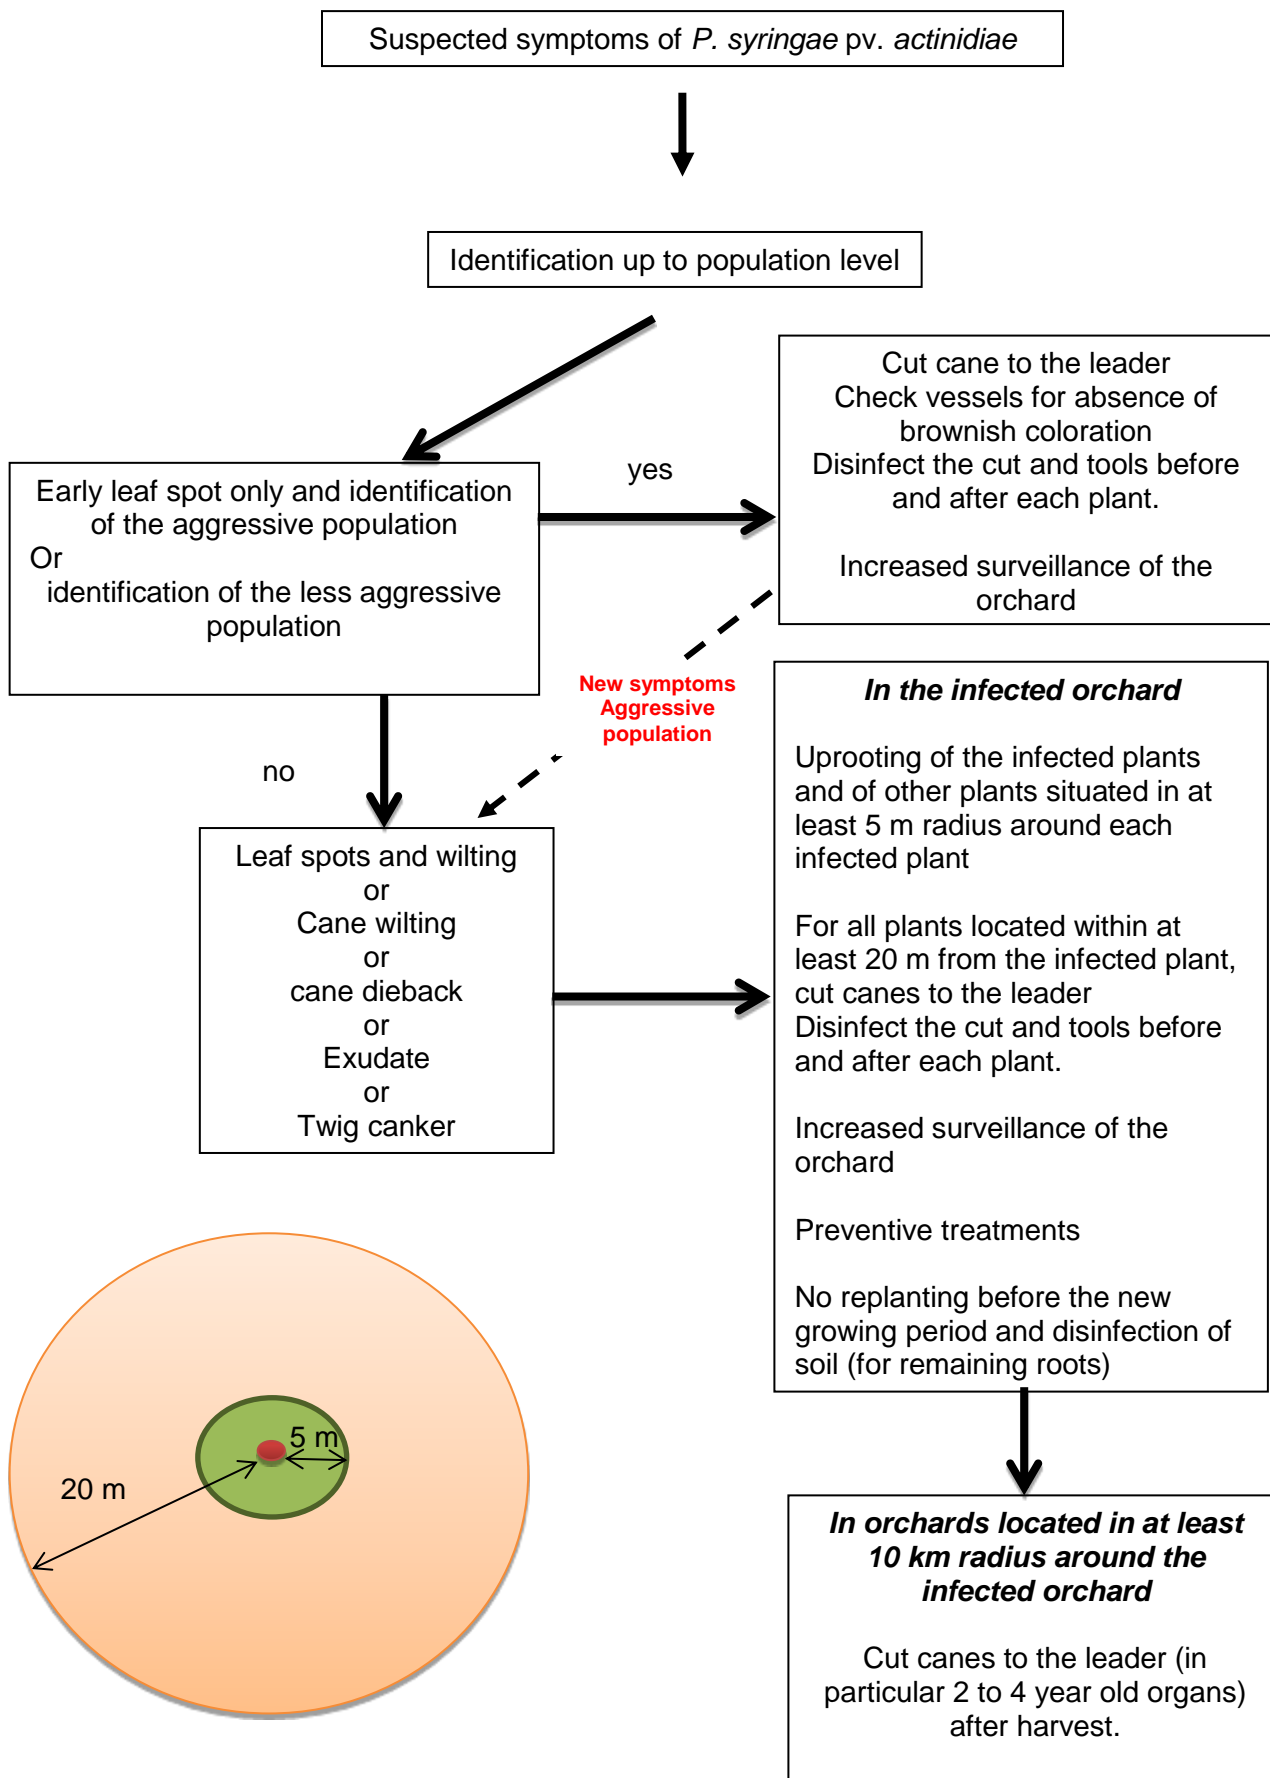 Suspected symptoms of P. syringae pv. actinidiae
Identification up to population level
Cut cane to the leader
Check vessels for absence of
brownish coloration
Disinfect the cut and tools before
and after each plant.
Increased surveillance of the
orchard
yes
Early leaf spot only and identification
of the aggressive population
Or
identification of the less aggressive
population
New symptoms
Aggressive
population
no
Leaf spots and wilting
or
Cane wilting
or
cane dieback
or
Exudate
or
Twig canker
In the infected orchard
Uprooting of the infected plants
and of other plants situated in at
least 5 m radius around each
infected plant
For all plants located within at
least 20 m from the infected plant,
cut canes to the leader
Disinfect the cut and tools before
and after each plant.
Increased surveillance of the
orchard
Preventive treatments
No replanting before the new
growing period and disinfection of
soil (for remaining roots)
5 m
20 m
In orchards located in at least
10 km radius around the
infected orchard
Cut canes to the leader (in
particular 2 to 4 year old organs)
after harvest.